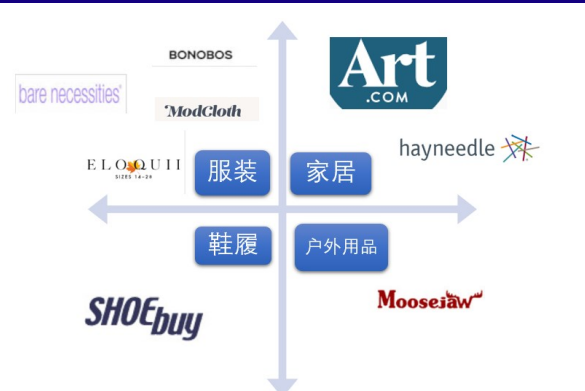 BONOBOS
bare necessities
ModCloth
ELOQUII
SIZES 14-28
服装
Art
.COM
hayneedle
家居
鞋履
SHOEbuy
户外用品
Moosejaw